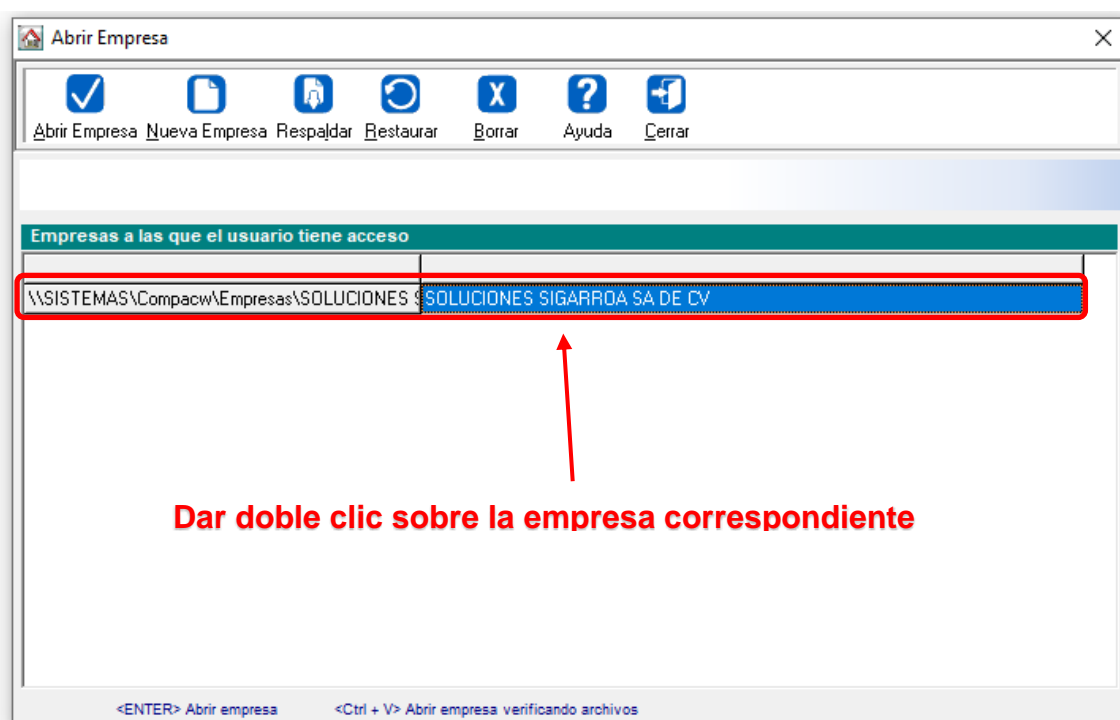 Abrir Empresa
Abrir Empresa Nueva Empresa Respaldar Restaurar Borrar Ayuda Cerrar
Empresas a las que el usuario tiene acceso
\\SISTEMAS\Compacw\Empresas\SOLUCIONES S SOLUCIONES SIGARROA SA DE CV
Dar doble clic sobre la empresa correspondiente
<ENTER> Abrir empresa <Ctrl + V> Abrir empresa verificando archivos